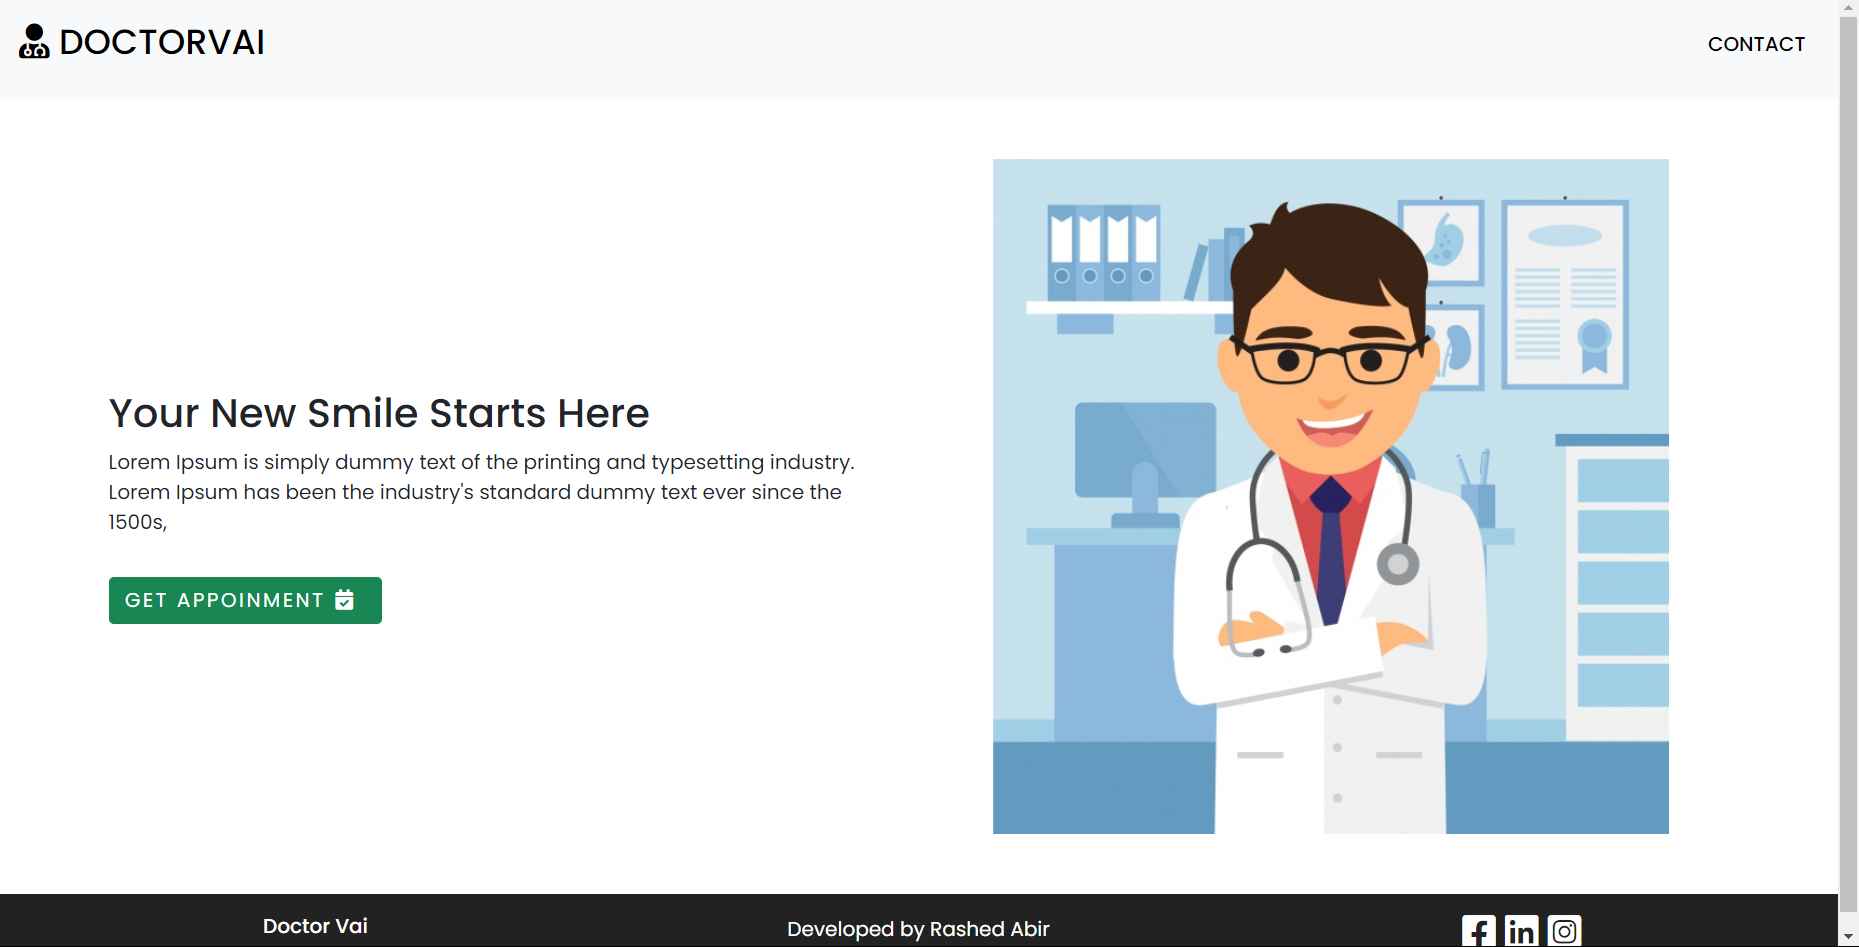 DOCTORVAI
CONTACT
Your New Smile Starts Here
Lorem Ipsum is simply dummy text of the printing and typesetting industry.
Lorem Ipsum has been the industry's standard dummy text ever since the
1500s,
GET APPOINMENT
Doctor Vai
Developed by Rashed Abir